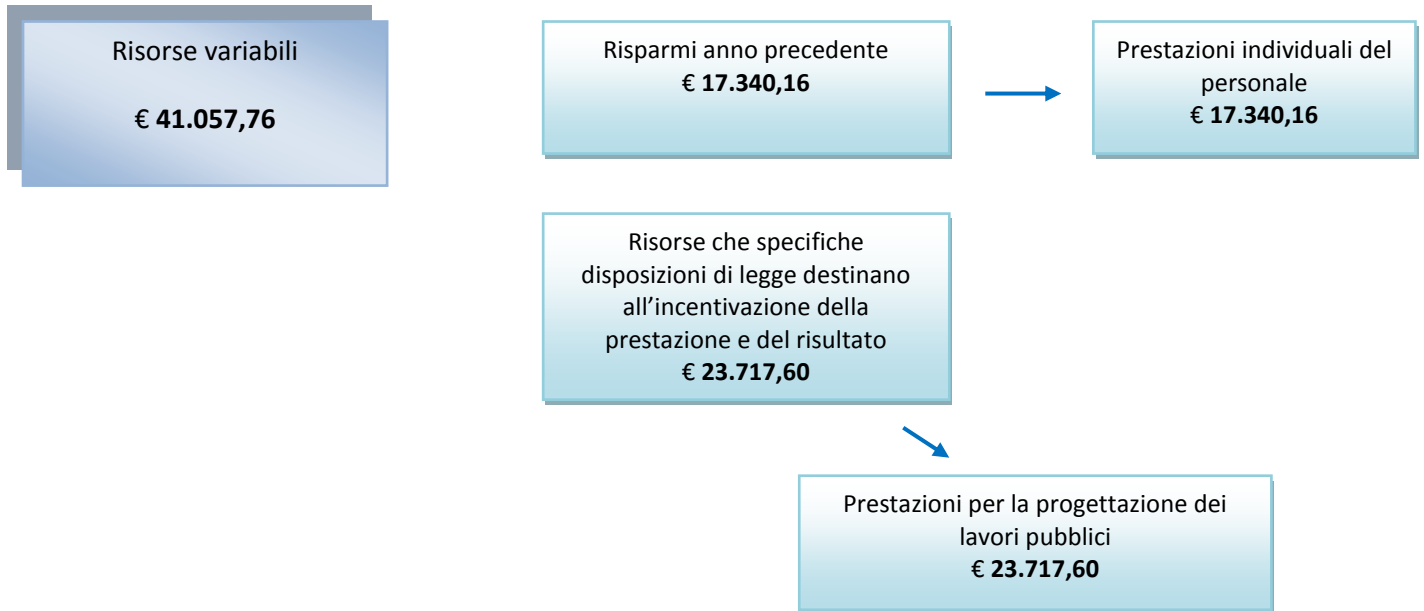 Risorse variabili
€ 41.057,76
Risparmi anno precedente
€ 17.340,16
Prestazioni individuali del
personale
€ 17.340,16
Risorse che specifiche
disposizioni di legge destinano
all’incentivazione della
prestazione e del risultato
€ 23.717,60
Prestazioni per la progettazione dei
lavori pubblici
€ 23.717,60